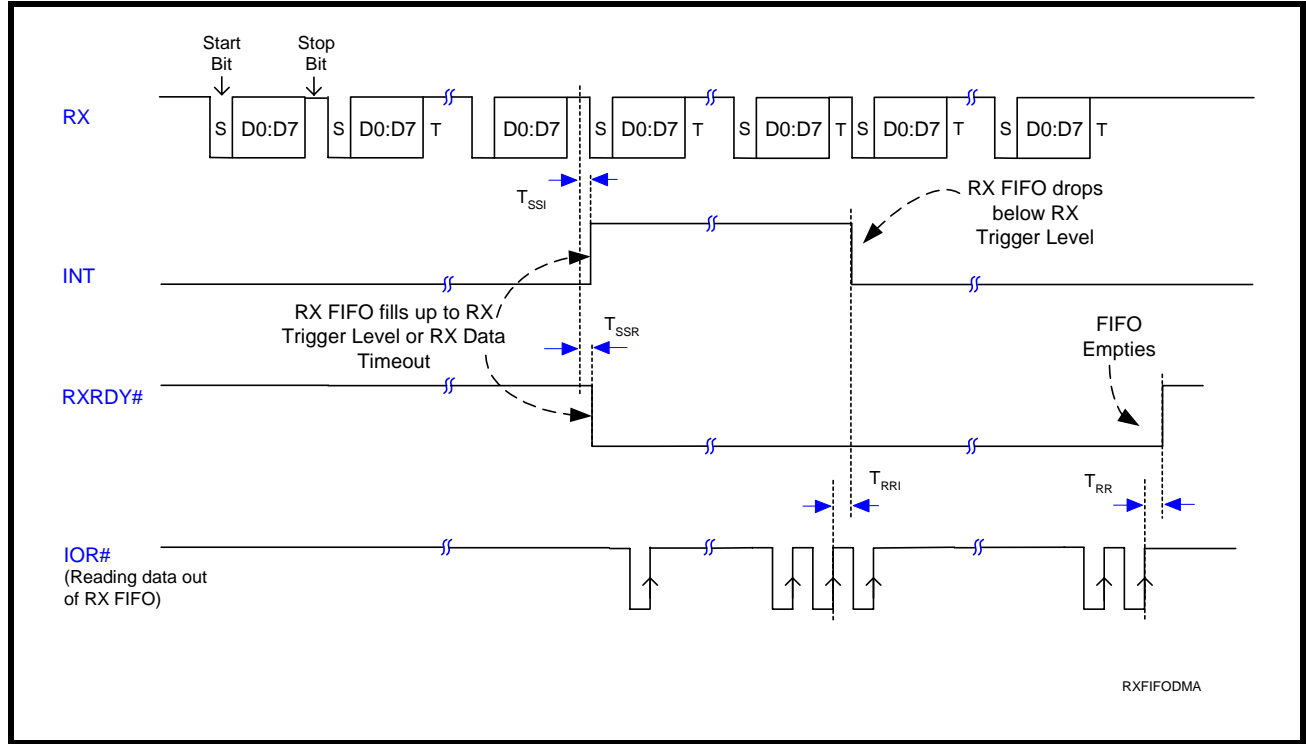 Start
Bit
Stop
Bit
RX
S D0:D7 S D0:D7 T D0:D7 S D0:D7 T S D0:D7 T S D0:D7 T S D0:D7 T
TSSI
RX FIFO drops
below RX
Trigger Level
INT
RX FIFO fills up to RX
Trigger Level or RX Data
Timeout
TSSR
FIFO
Empties
RXRDY#
TRRI
TRR
IOR#
(Reading data out
of RX FIFO)
RXFIFODMA